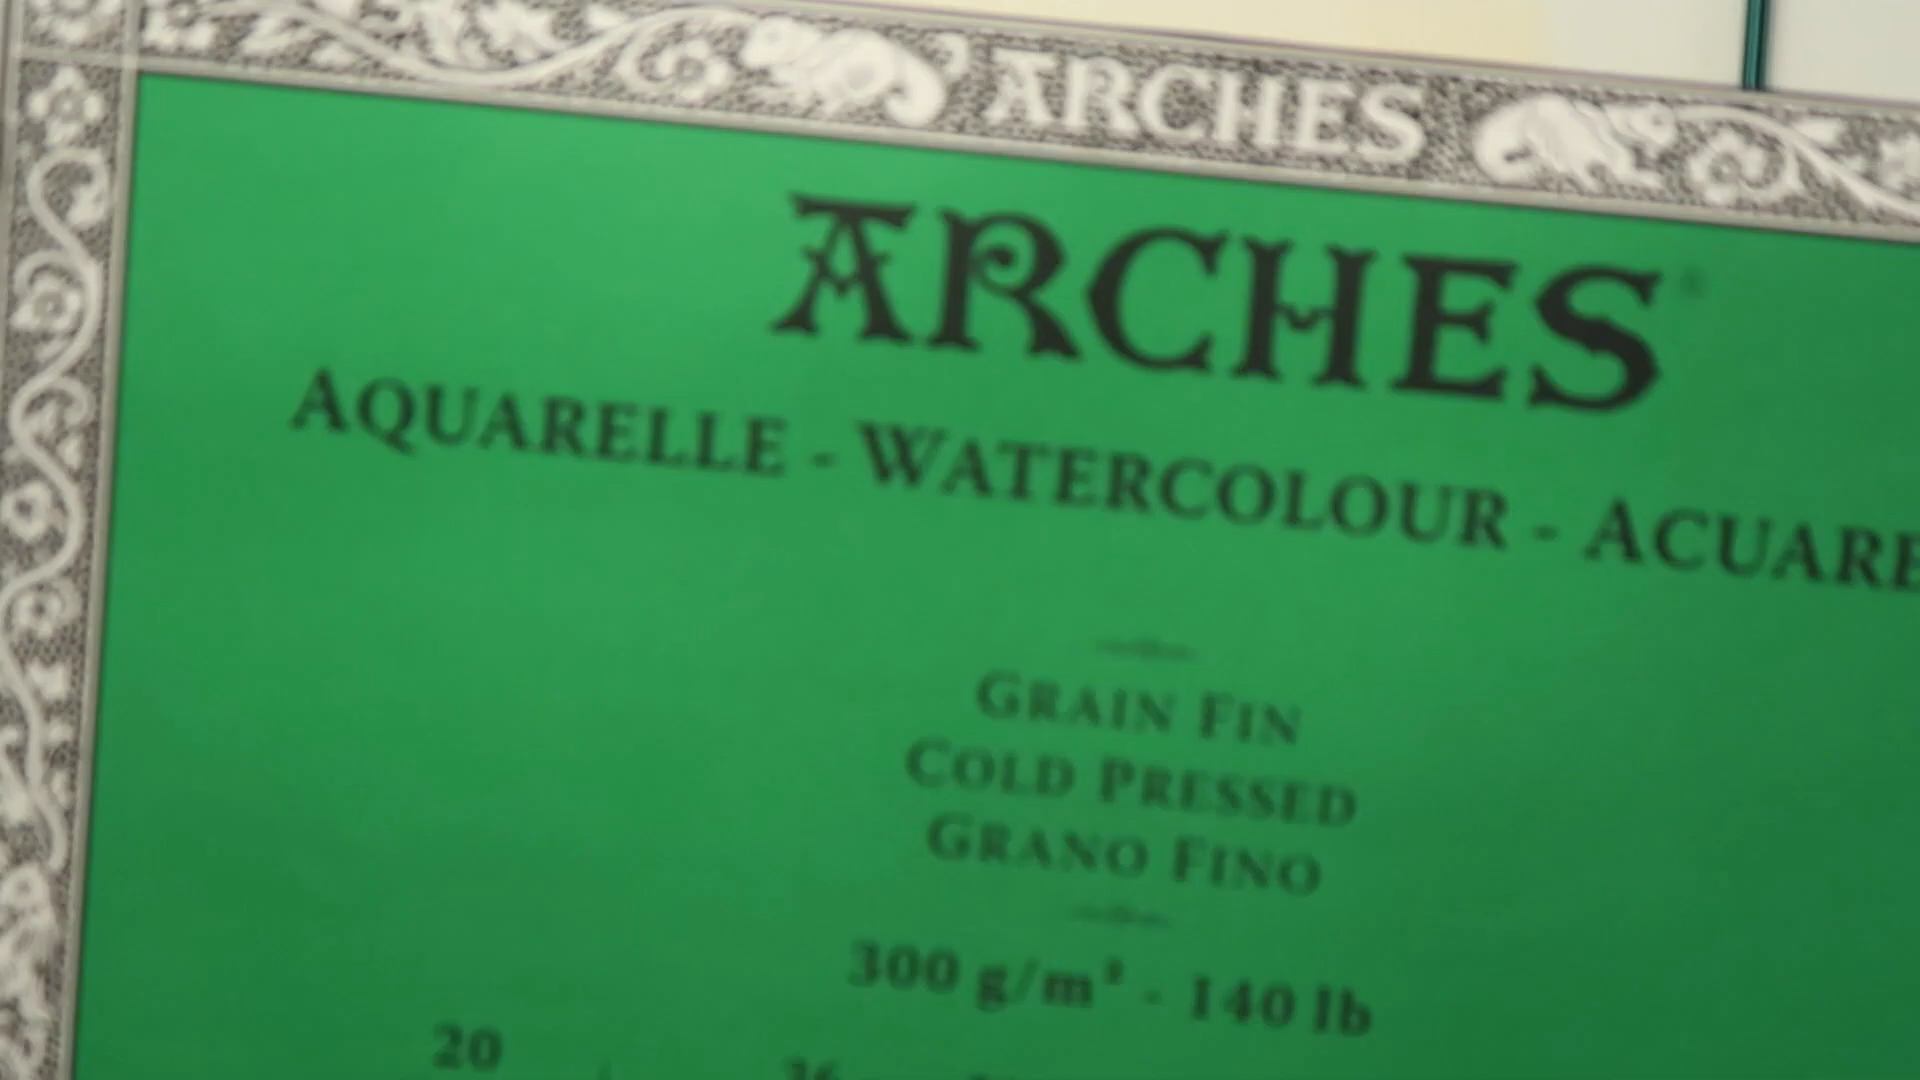 ARCHES
ARCHES
AQUARELLE - WATERCOLOUR - ACUARE
GRAIN FIN
COLD PRESSED
GRANO FINO
300 g/m² - 140 lb
20